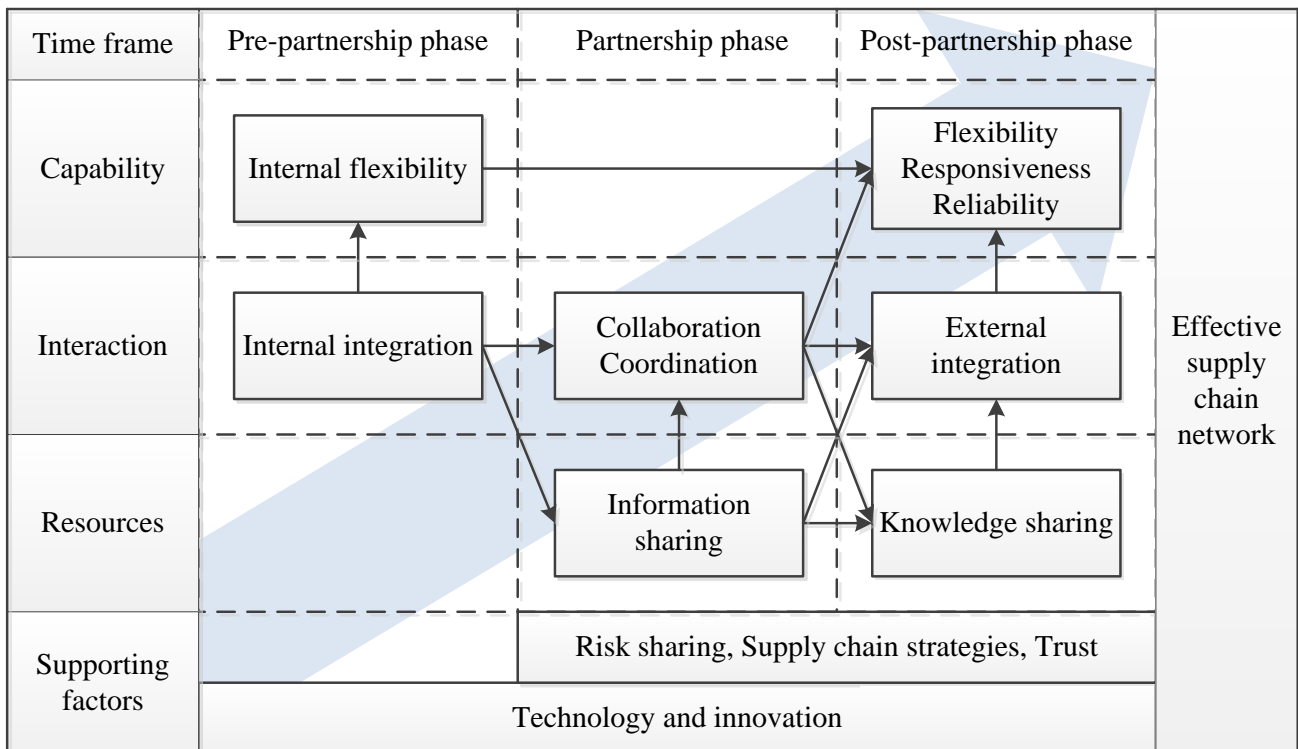 Time frame
Pre-partnership phase
Partnership phase
Post-partnership phase
Capability
Internal flexibility
Flexibility
Responsiveness
Reliability
Interaction
Internal integration
Collaboration
Coordination
External
integration
Effective
supply
chain
network
Resources
Information
sharing
Knowledge sharing
Supporting
factors
Risk sharing, Supply chain strategies, Trust
Technology and innovation